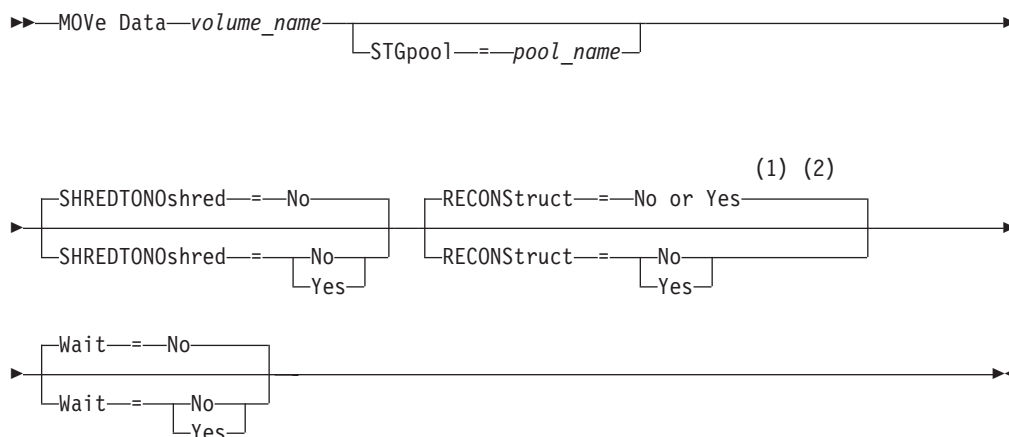 MOVe Data volume_name
STGpool = pool_name
(1) (2)
SHREDTONOshred = No RECONStruct = No or Yes
SHREDTONOshred = No RECONStruct = No
Yes Yes
Wait = No
Wait = No
Yes